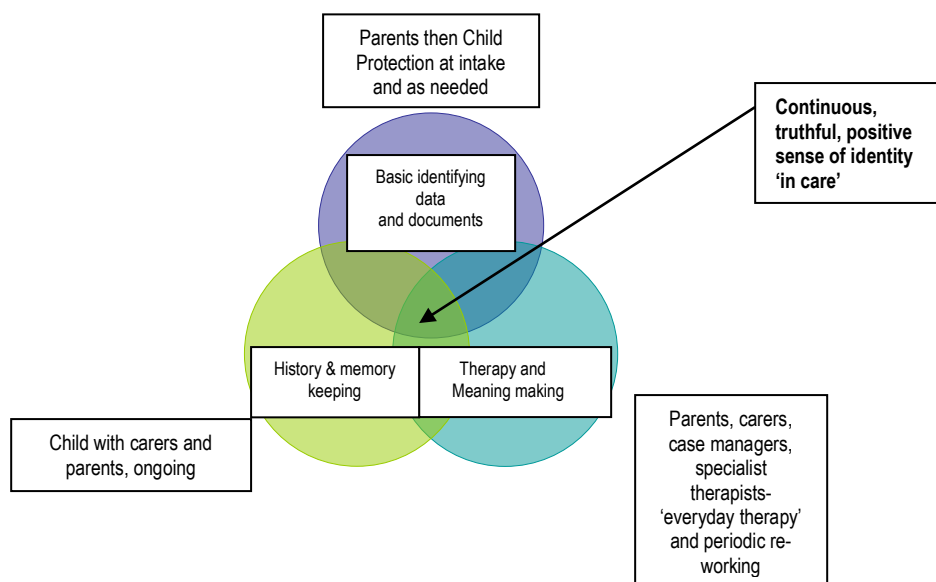 Parents then Child
Protection at intake
and as needed
Continuous,
truthful, positive
sense of identity
‘in care’
Basic identifying
data
and documents
History & memory
keeping
Therapy and
Meaning making
Child with carers and
parents, ongoing
Parents, carers,
case managers,
specialist
therapists-
‘everyday therapy’
and periodic re-
working